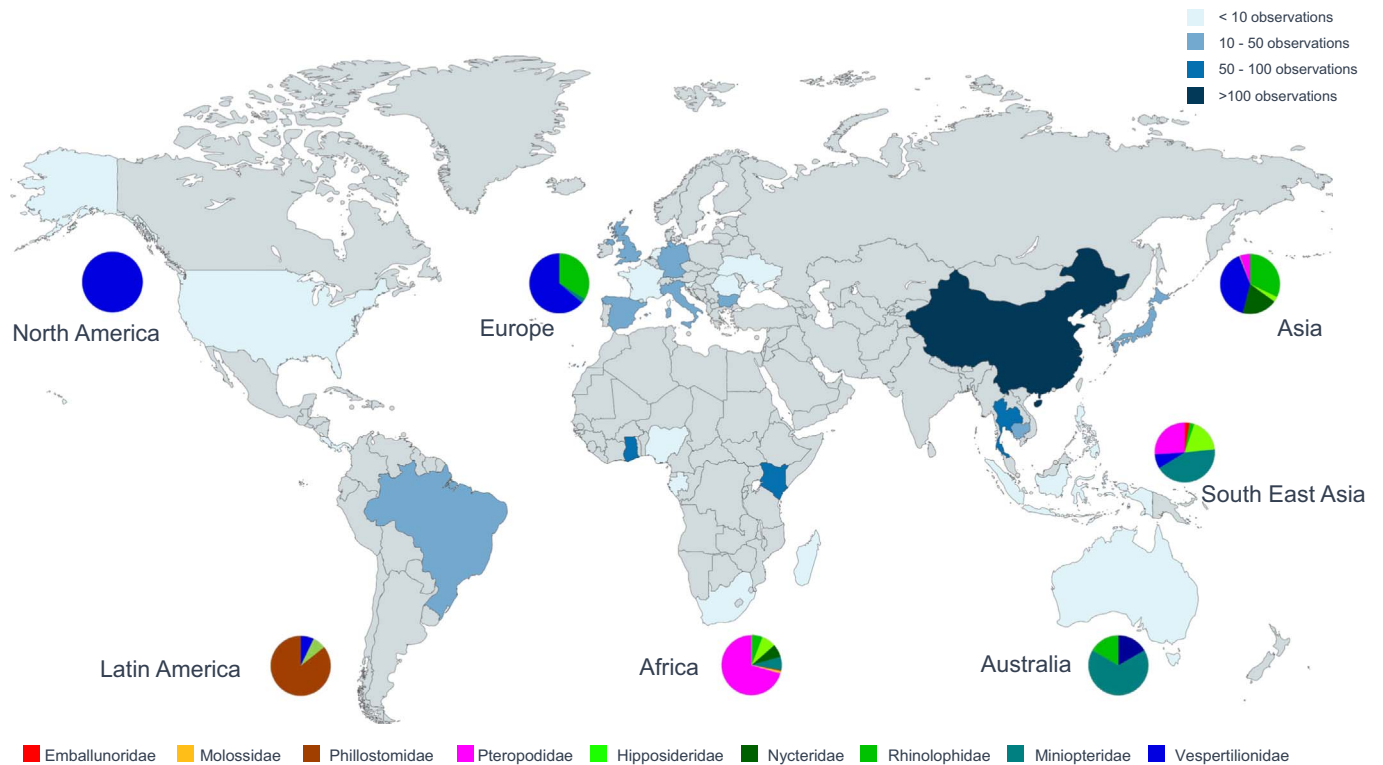 < 10 observations
10 - 50 observations
50 - 100 observations
>100 observations
North America
Europe
Asia
South East Asia
Latin America
Africa
Australia
Emballunoridae Molossidae Phillostomidae Pteropodidae Hipposideridae Nycteridae Rhinolophidae Miniopteridae Vespertilionidae